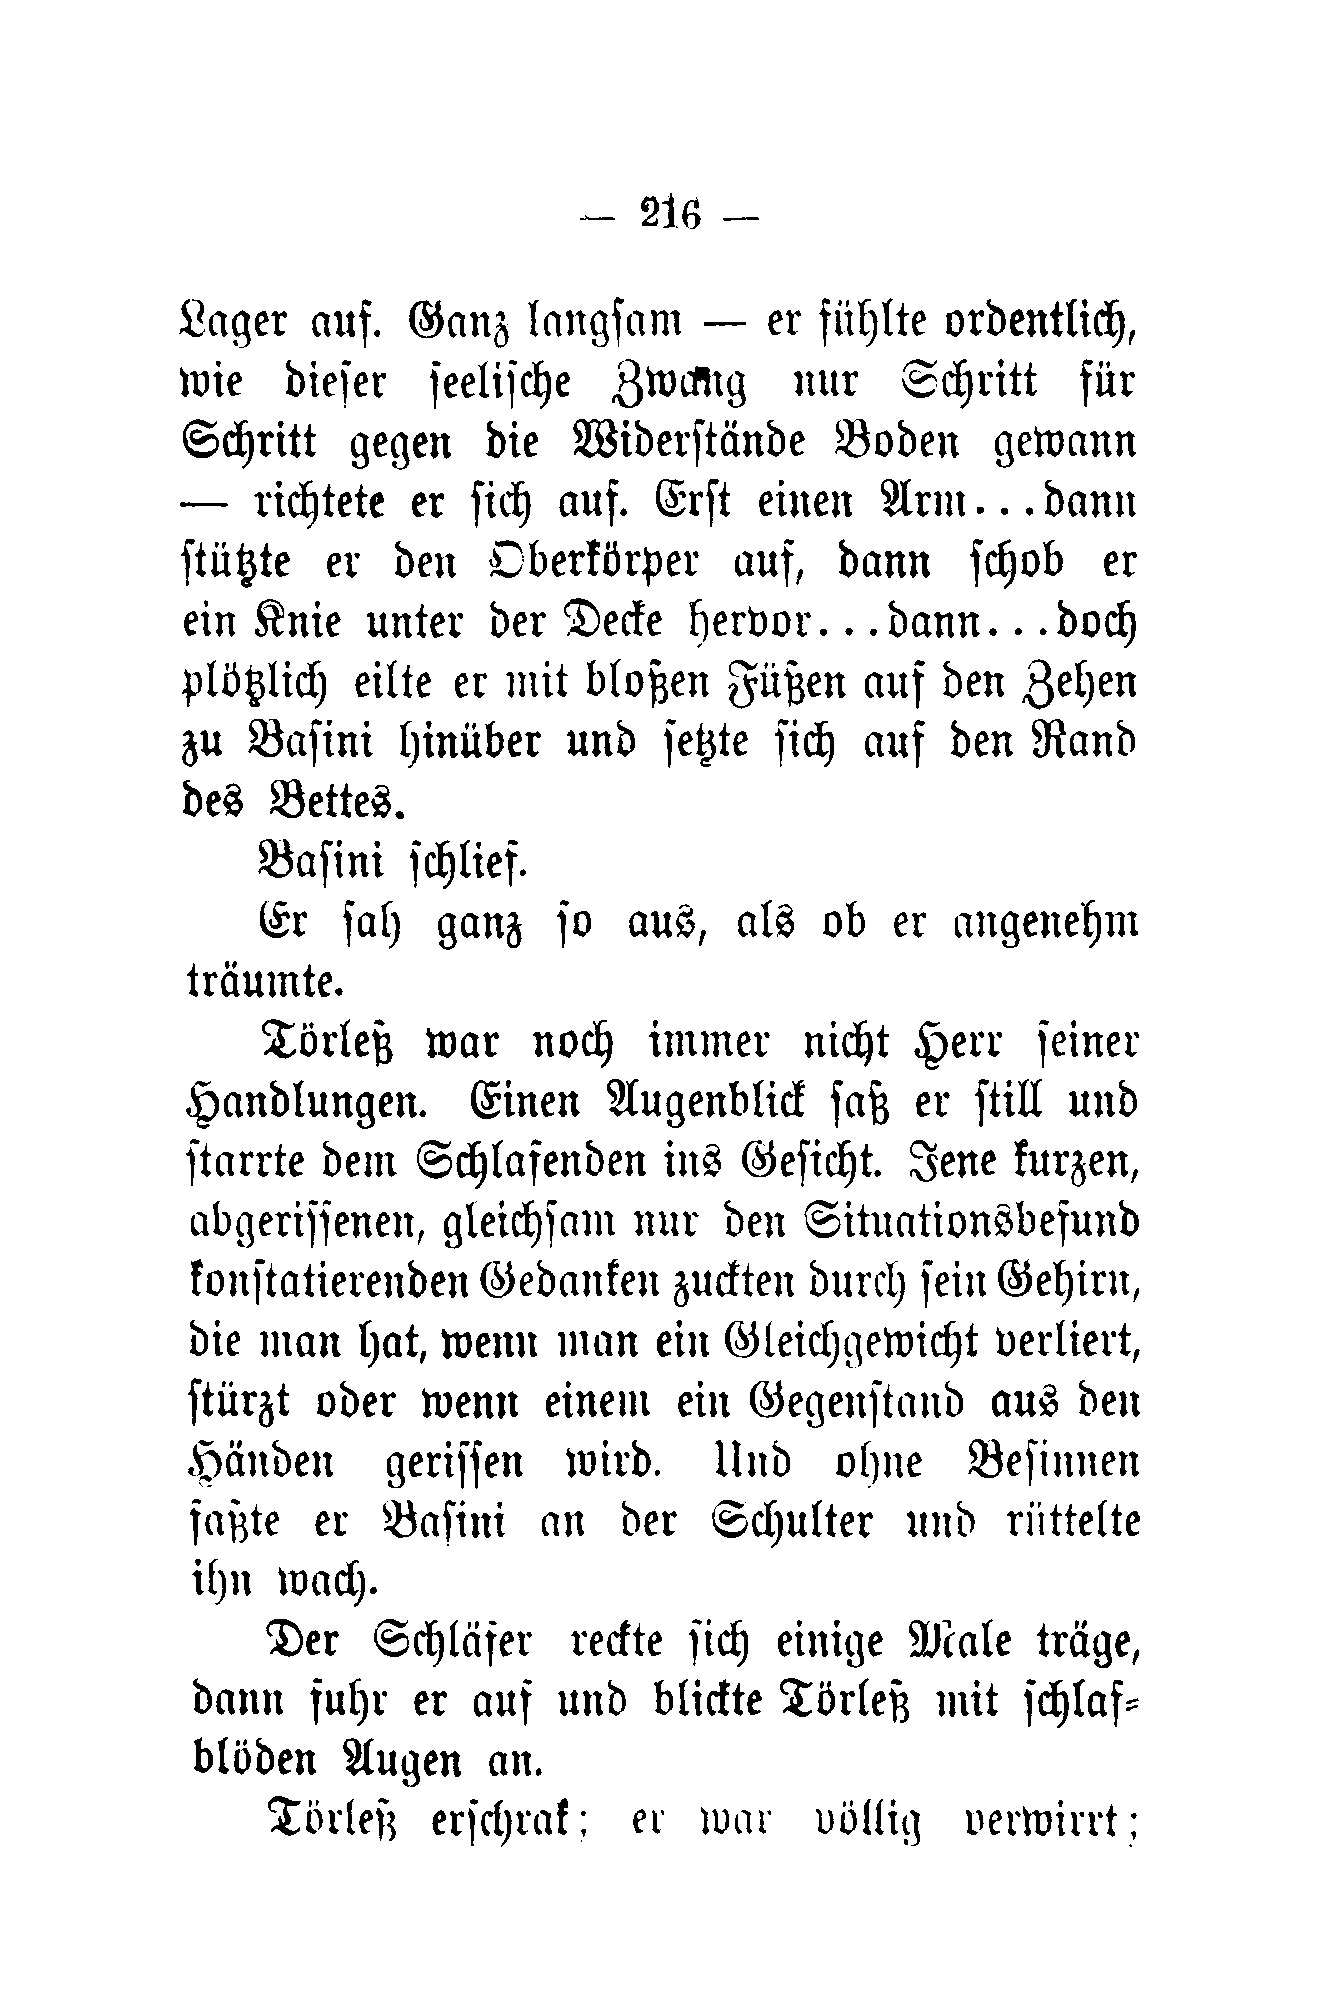 — 216 —
Lager auf. Ganz langſam — er fühlte ordentlich,
wie dieſer ſeeliſche Zwang nur Schritt für
Schritt gegen die Widerſtände Boden gewann
— richtete er ſich auf. Erſt einen Arm...dann
ſtützte er den Oberkörper auf, dann ſchob er
ein Knie unter der Decke hervor...dann...doch
plötzlich eilte er mit bloßen Füßen auf den Zehen
zu Baſini hinüber und ſetzte ſich auf den Rand
des Bettes.
Baſini ſchlief.
Er ſah ganz ſo aus, als ob er angenehm
träumte.
Törleß war noch immer nicht Herr ſeiner
Handlungen. Einen Augenblick ſaß er ſtill und
ſtarrte dem Schlafenden ins Geſicht. Jene kurzen,
abgeriſſenen, gleichſam nur den Situationsbefund
konſtatierenden Gedanken zuckten durch ſein Gehirn,
die man hat, wenn man ein Gleichgewicht verliert,
ſtürzt oder wenn einem ein Gegenſtand aus den
Händen geriſſen wird. Und ohne Beſinnen
faßte er Baſini an der Schulter und rüttelte
ihn wach.
Der Schläfer reckte ſich einige Male träge,
dann fuhr er auf und blickte Törleß mit ſchlaf⸗
blöden Augen an.
Törleß erſchrak; er war völlig verwirrt;